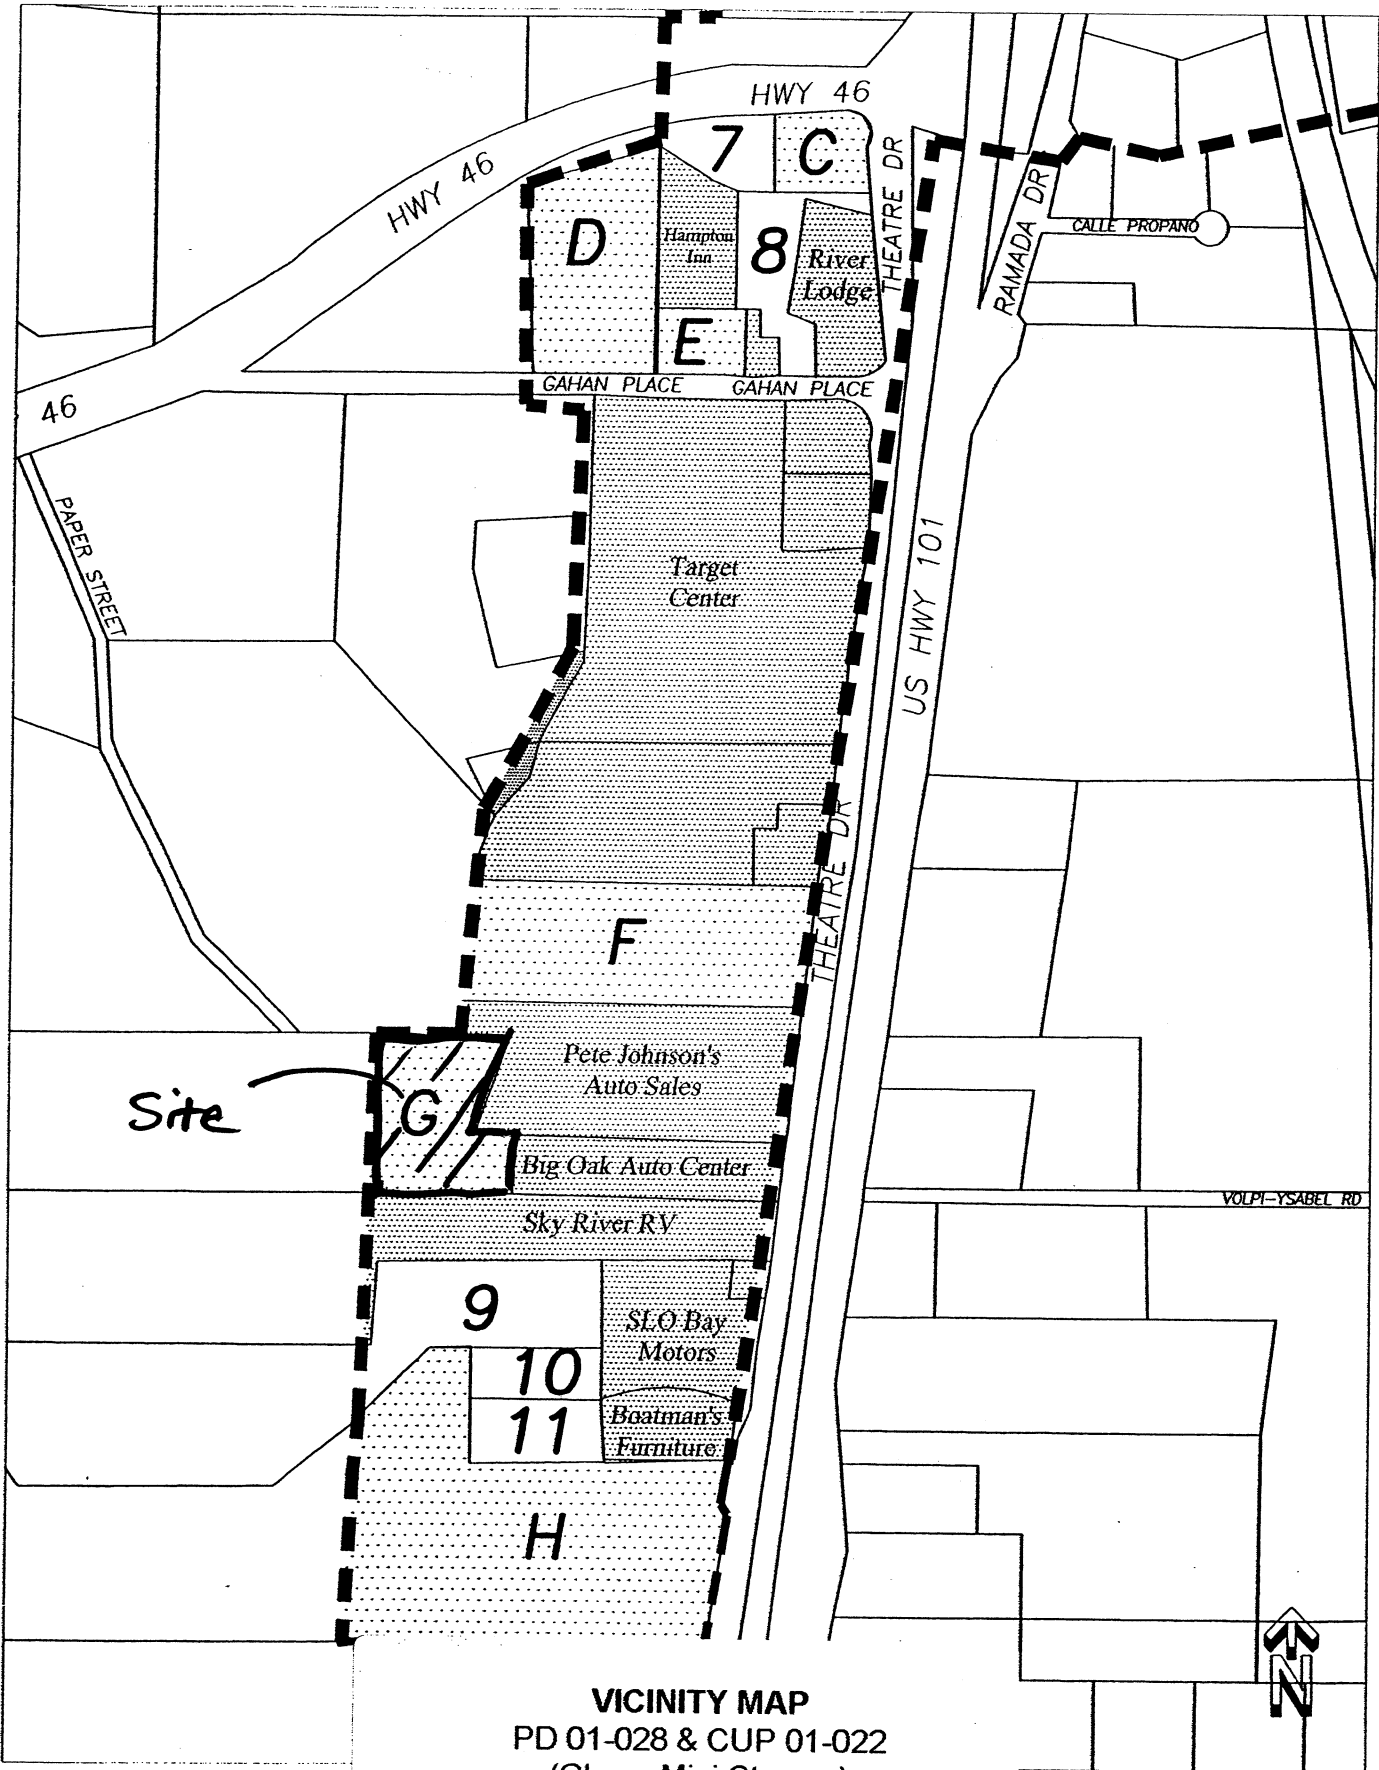 HWY 46
7
C
THEATRE DR
HWY 46
RAMADA DR
CALLE PROPANO
D
Hampton
Inn
8
River
Lodge
E
GAHAN PLACE
GAHAN PLACE
46
PAPER STREET
Target
Center
US HWY 101
THEATRE DR
F
Pete Johnson's
Auto Sales
Site
G
Big Oak Auto Center
VOLPI-YSABEL RD
Sky River RV
9
SLO Bay
Motors
10
11
Boatman's
Furniture
H
N
VICINITY MAP
PD 01-028 & CUP 01-022